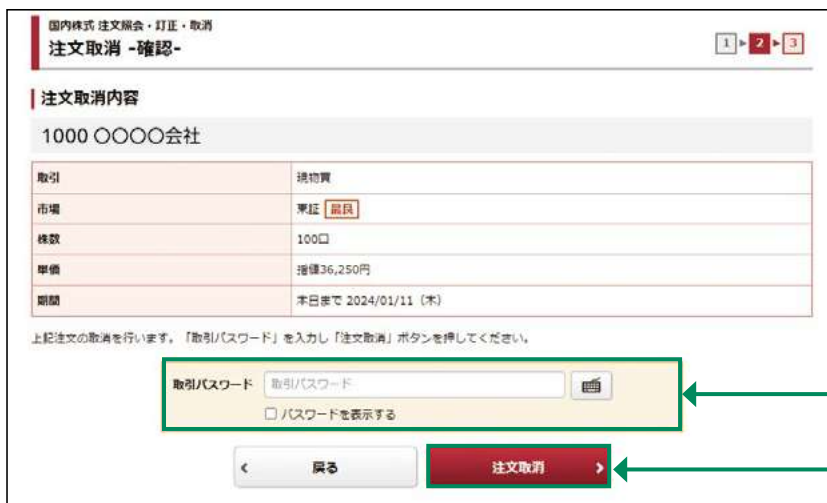 国内株式 注文照会・訂正・取消
注文取消 -確認-
1 2 3
注文取消内容
1000 〇〇〇〇会社
取引 現物買
市場 東証 最良
株数 100口
単価 指値36,250円
期間 本日まで 2024/01/11（木）
上記注文の取消を行います。「取引パスワード」を入力し「注文取消」ボタンを押してください。
取引パスワード 取引パスワード
パスワードを表示する
戻る 注文取消